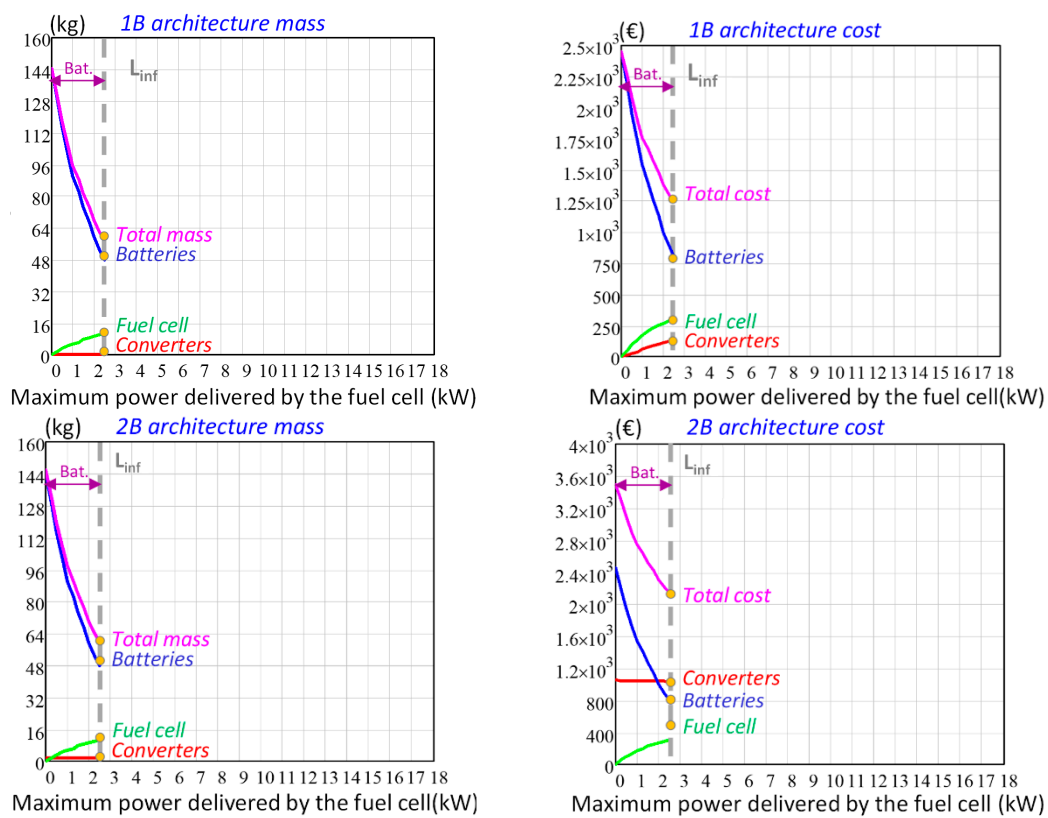 (kg) 1B architecture mass
160
144
128
112
96
80
64
48
32
16
0
Bat.
Linf
Total mass
Batteries
Fuel cell
Converters
0 1 2 3 4 5 6 7 8 9 10 11 12 13 14 15 16 17 18
Maximum power delivered by the fuel cell (kW)
(€) 1B architecture cost
2.5×10³
2.25×10³
2×10³
1.75×10³
1.5×10³
1.25×10³
1×10³
750
500
250
0
Bat.
Linf
Total cost
Batteries
Fuel cell
Converters
0 1 2 3 4 5 6 7 8 9 10 11 12 13 14 15 16 17 18
Maximum power delivered by the fuel cell(kW)
(kg) 2B architecture mass
160
144
128
112
96
80
64
48
32
16
0
Bat.
Linf
Total mass
Batteries
Fuel cell
Converters
0 1 2 3 4 5 6 7 8 9 10 11 12 13 14 15 16 17 18
Maximum power delivered by the fuel cell(kW)
(€) 2B architecture cost
4×10³
3.6×10³
3.2×10³
2.8×10³
2.4×10³
2×10³
1.6×10³
1.2×10³
800
400
0
Bat.
Linf
Total cost
Converters
Batteries
Fuel cell
0 1 2 3 4 5 6 7 8 9 10 11 12 13 14 15 16 17 18
Maximum power delivered by the fuel cell(kW)